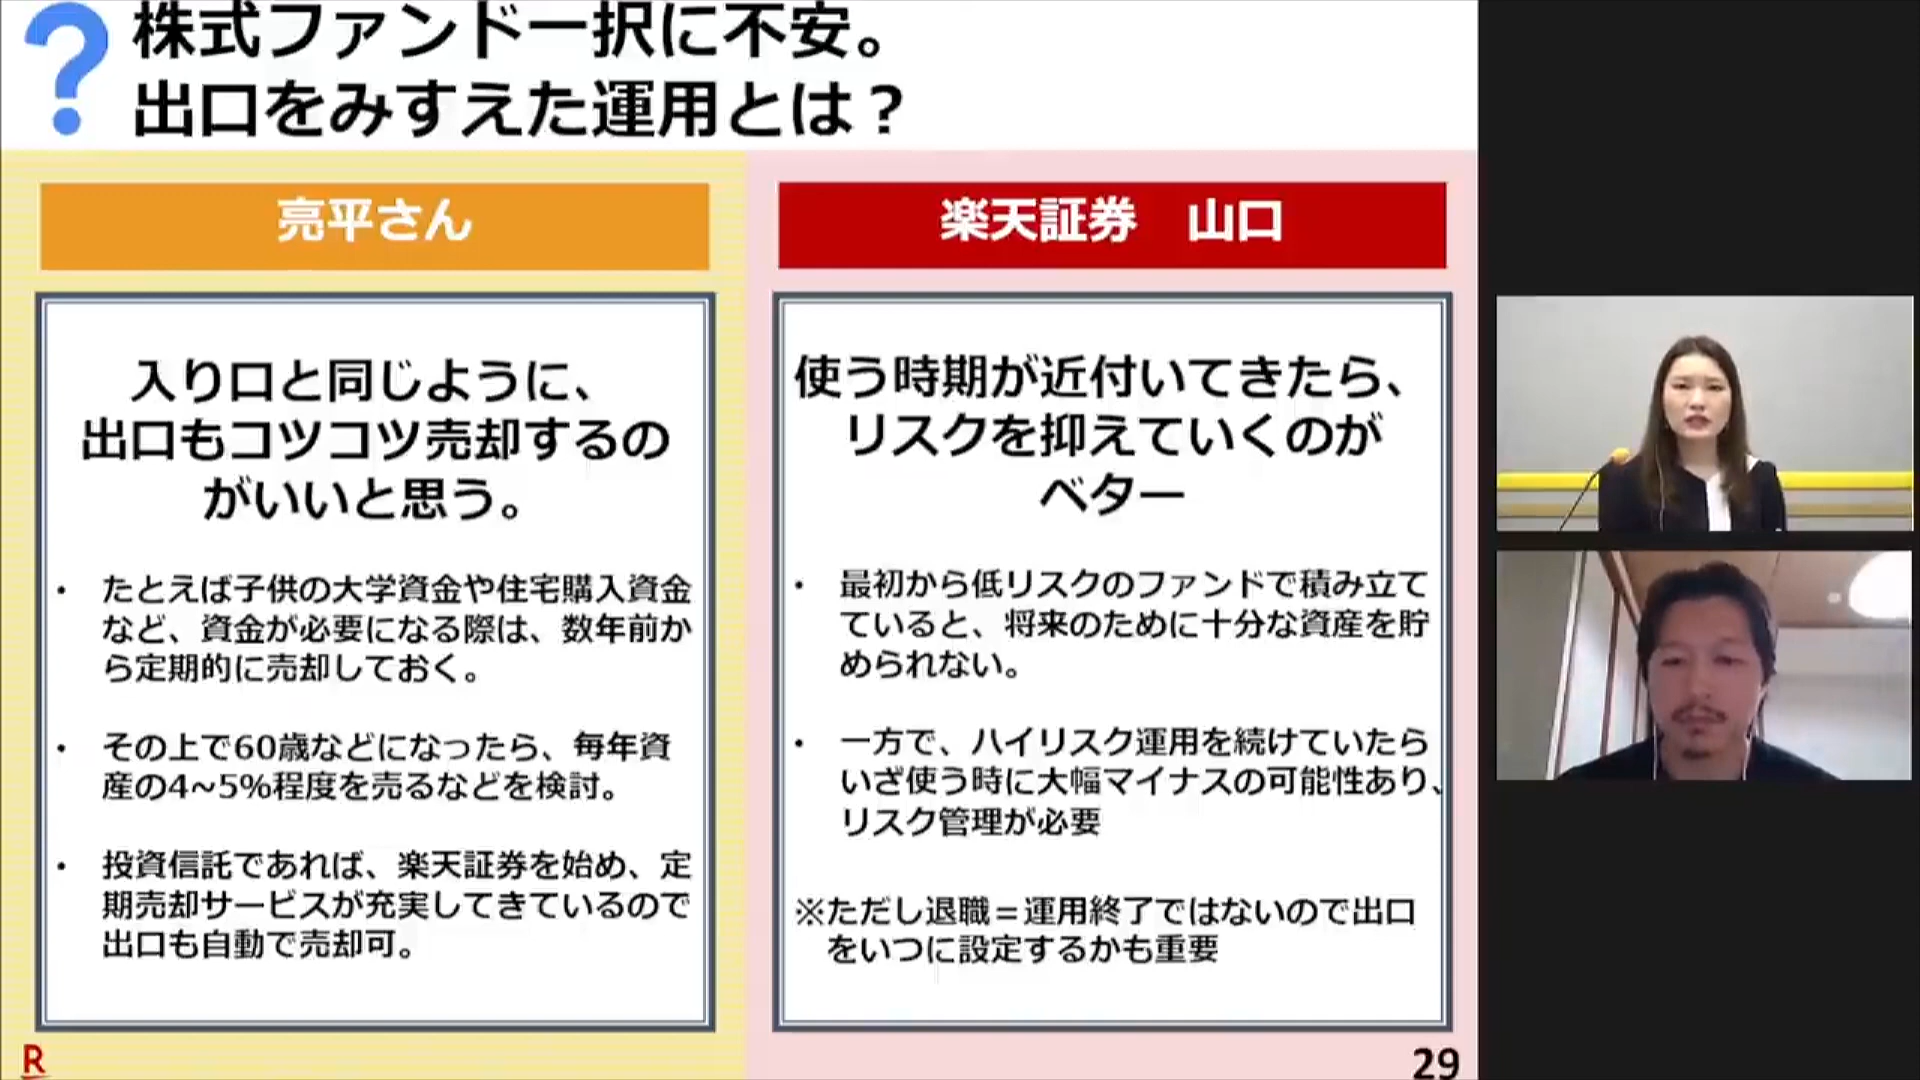 株式ファンド一択に不安。
出口をみすえた運用とは？
亮平さん
入り口と同じように、
出口もコツコツ売却するの
がいいと思う。
• たとえば子供の大学資金や住宅購入資金
など、資金が必要になる際は、数年前か
ら定期的に売却しておく。
• その上で60歳などになったら、毎年資
産の4~5%程度を売るなどを検討。
• 投資信託であれば、楽天証券を始め、定
期売却サービスが充実してきているので
出口も自動で売却可。
楽天証券　山口
使う時期が近付いてきたら、
リスクを抑えていくのが
ベター
• 最初から低リスクのファンドで積み立て
ていると、将来のために十分な資産を貯
められない。
• 一方で、ハイリスク運用を続けていたら
いざ使う時に大幅マイナスの可能性あり、
リスク管理が必要
※ただし退職＝運用終了ではないので出口
をいつに設定するかも重要
R
29